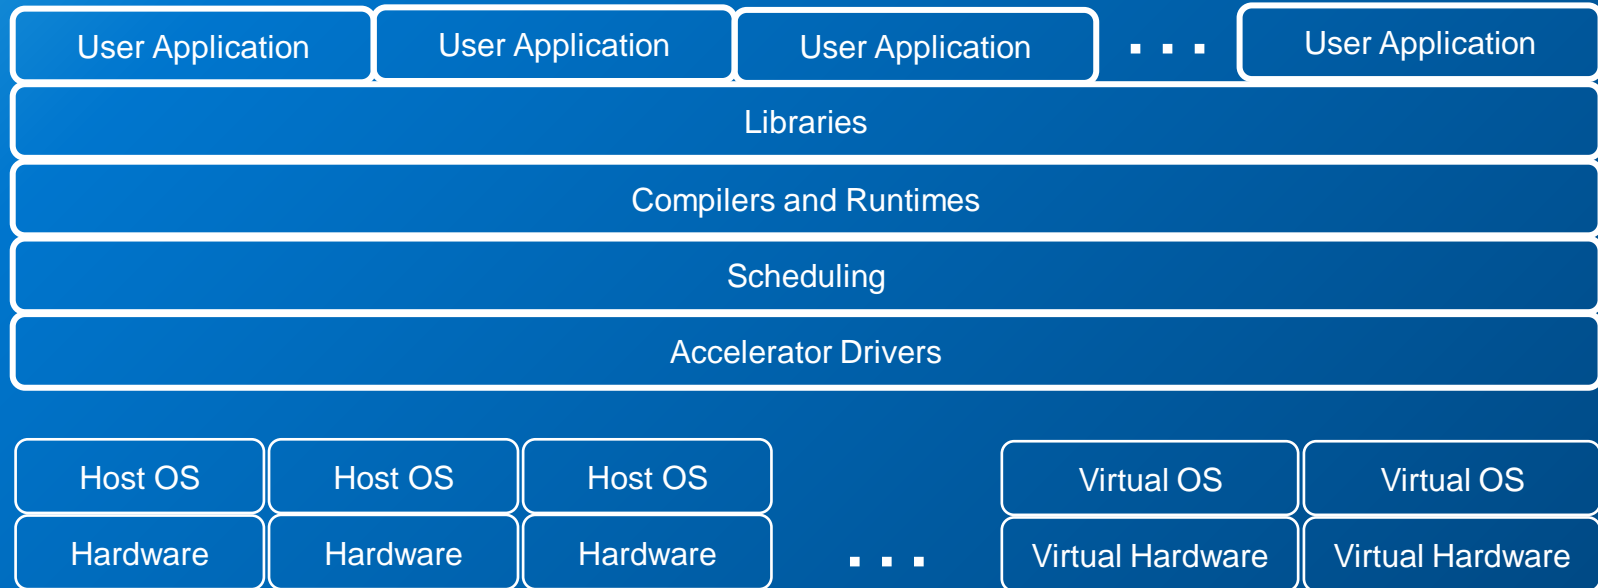 User Application User Application User Application ... User Application
Libraries
Compilers and Runtimes
Scheduling
Accelerator Drivers
Host OS Host OS Host OS Virtual OS Virtual OS
Hardware Hardware Hardware ... Virtual Hardware Virtual Hardware